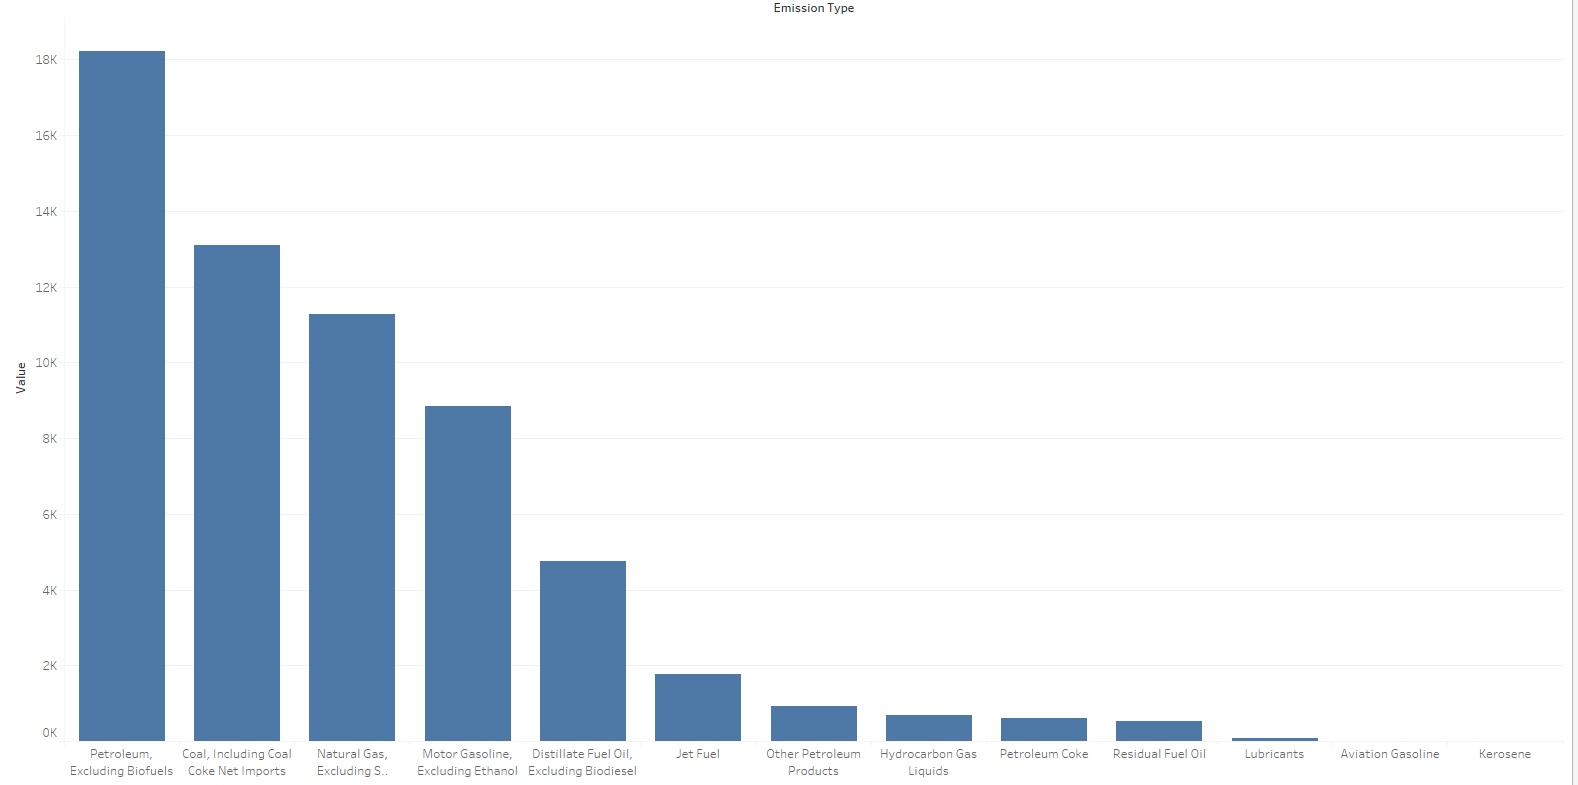 Emission Type
18K
16K
14K
12K
10K
8K
6K
4K
2K
0K
Value
Petroleum,
Excluding Biofuels
Coal, Including Coal
Coke Net Imports
Natural Gas,
Excluding S..
Motor Gasoline,
Excluding Ethanol
Distillate Fuel Oil,
Excluding Biodiesel
Jet Fuel
Other Petroleum
Products
Hydrocarbon Gas
Liquids
Petroleum Coke
Residual Fuel Oil
Lubricants
Aviation Gasoline
Kerosene